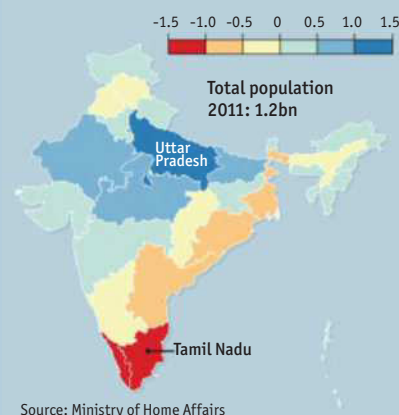 -1.5 -1.0 -0.5 0 0.5 1.0 1.5
Total population
2011: 1.2bn
Uttar
Pradesh
Tamil Nadu
Source: Ministry of Home Affairs